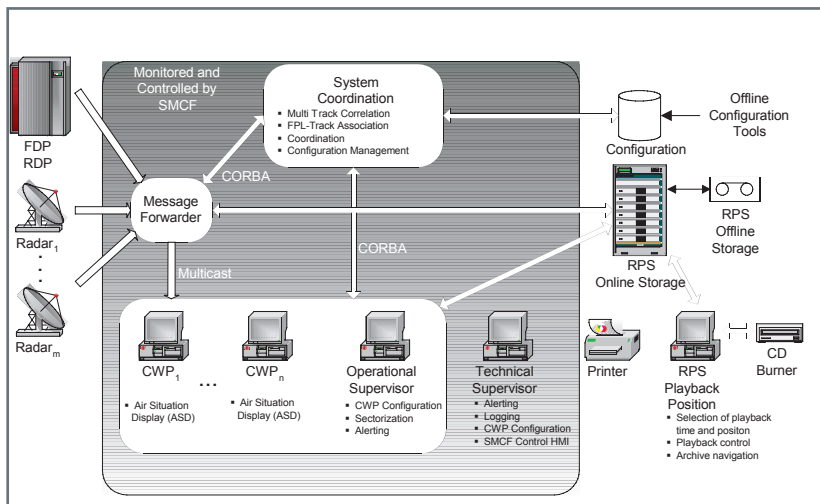 Monitored and
Controlled by
SMCF
System
Coordination
▪ Multi Track Correlation
▪ FPL-Track Association
▪ Coordination
▪ Configuration Management
FDP
RDP
Configuration
Offline
Configuration
Tools
CORBA
Message
Forwarder
Radar1
RPS
Online Storage
RPS
Offline
Storage
CORBA
Multicast
Radarm
CWP1
...
CWPn
▪ Air Situation
Display (ASD)
▪ Air Situation
Display (ASD)
Operational
Supervisor
▪ CWP Configuration
▪ Sectorization
▪ Alerting
Technical
Supervisor
▪ Alerting
▪ Logging
▪ CWP Configuration
▪ SMCF Control HMI
Printer
RPS
Playback
Position
▪ Selection of playback
time and positon
▪ Playback control
▪ Archive navigation
CD
Burner